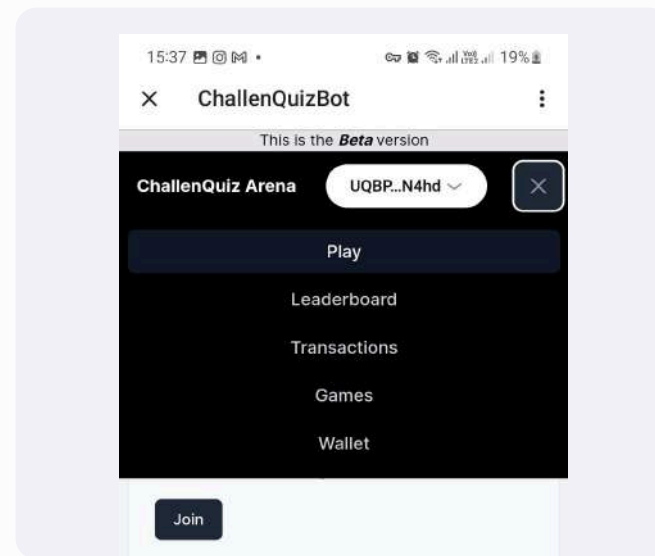 15:37 19%
ChallenQuizBot
This is the Beta version
ChallenQuiz Arena UQBP...N4hd
Play
Leaderboard
Transactions
Games
Wallet
Join